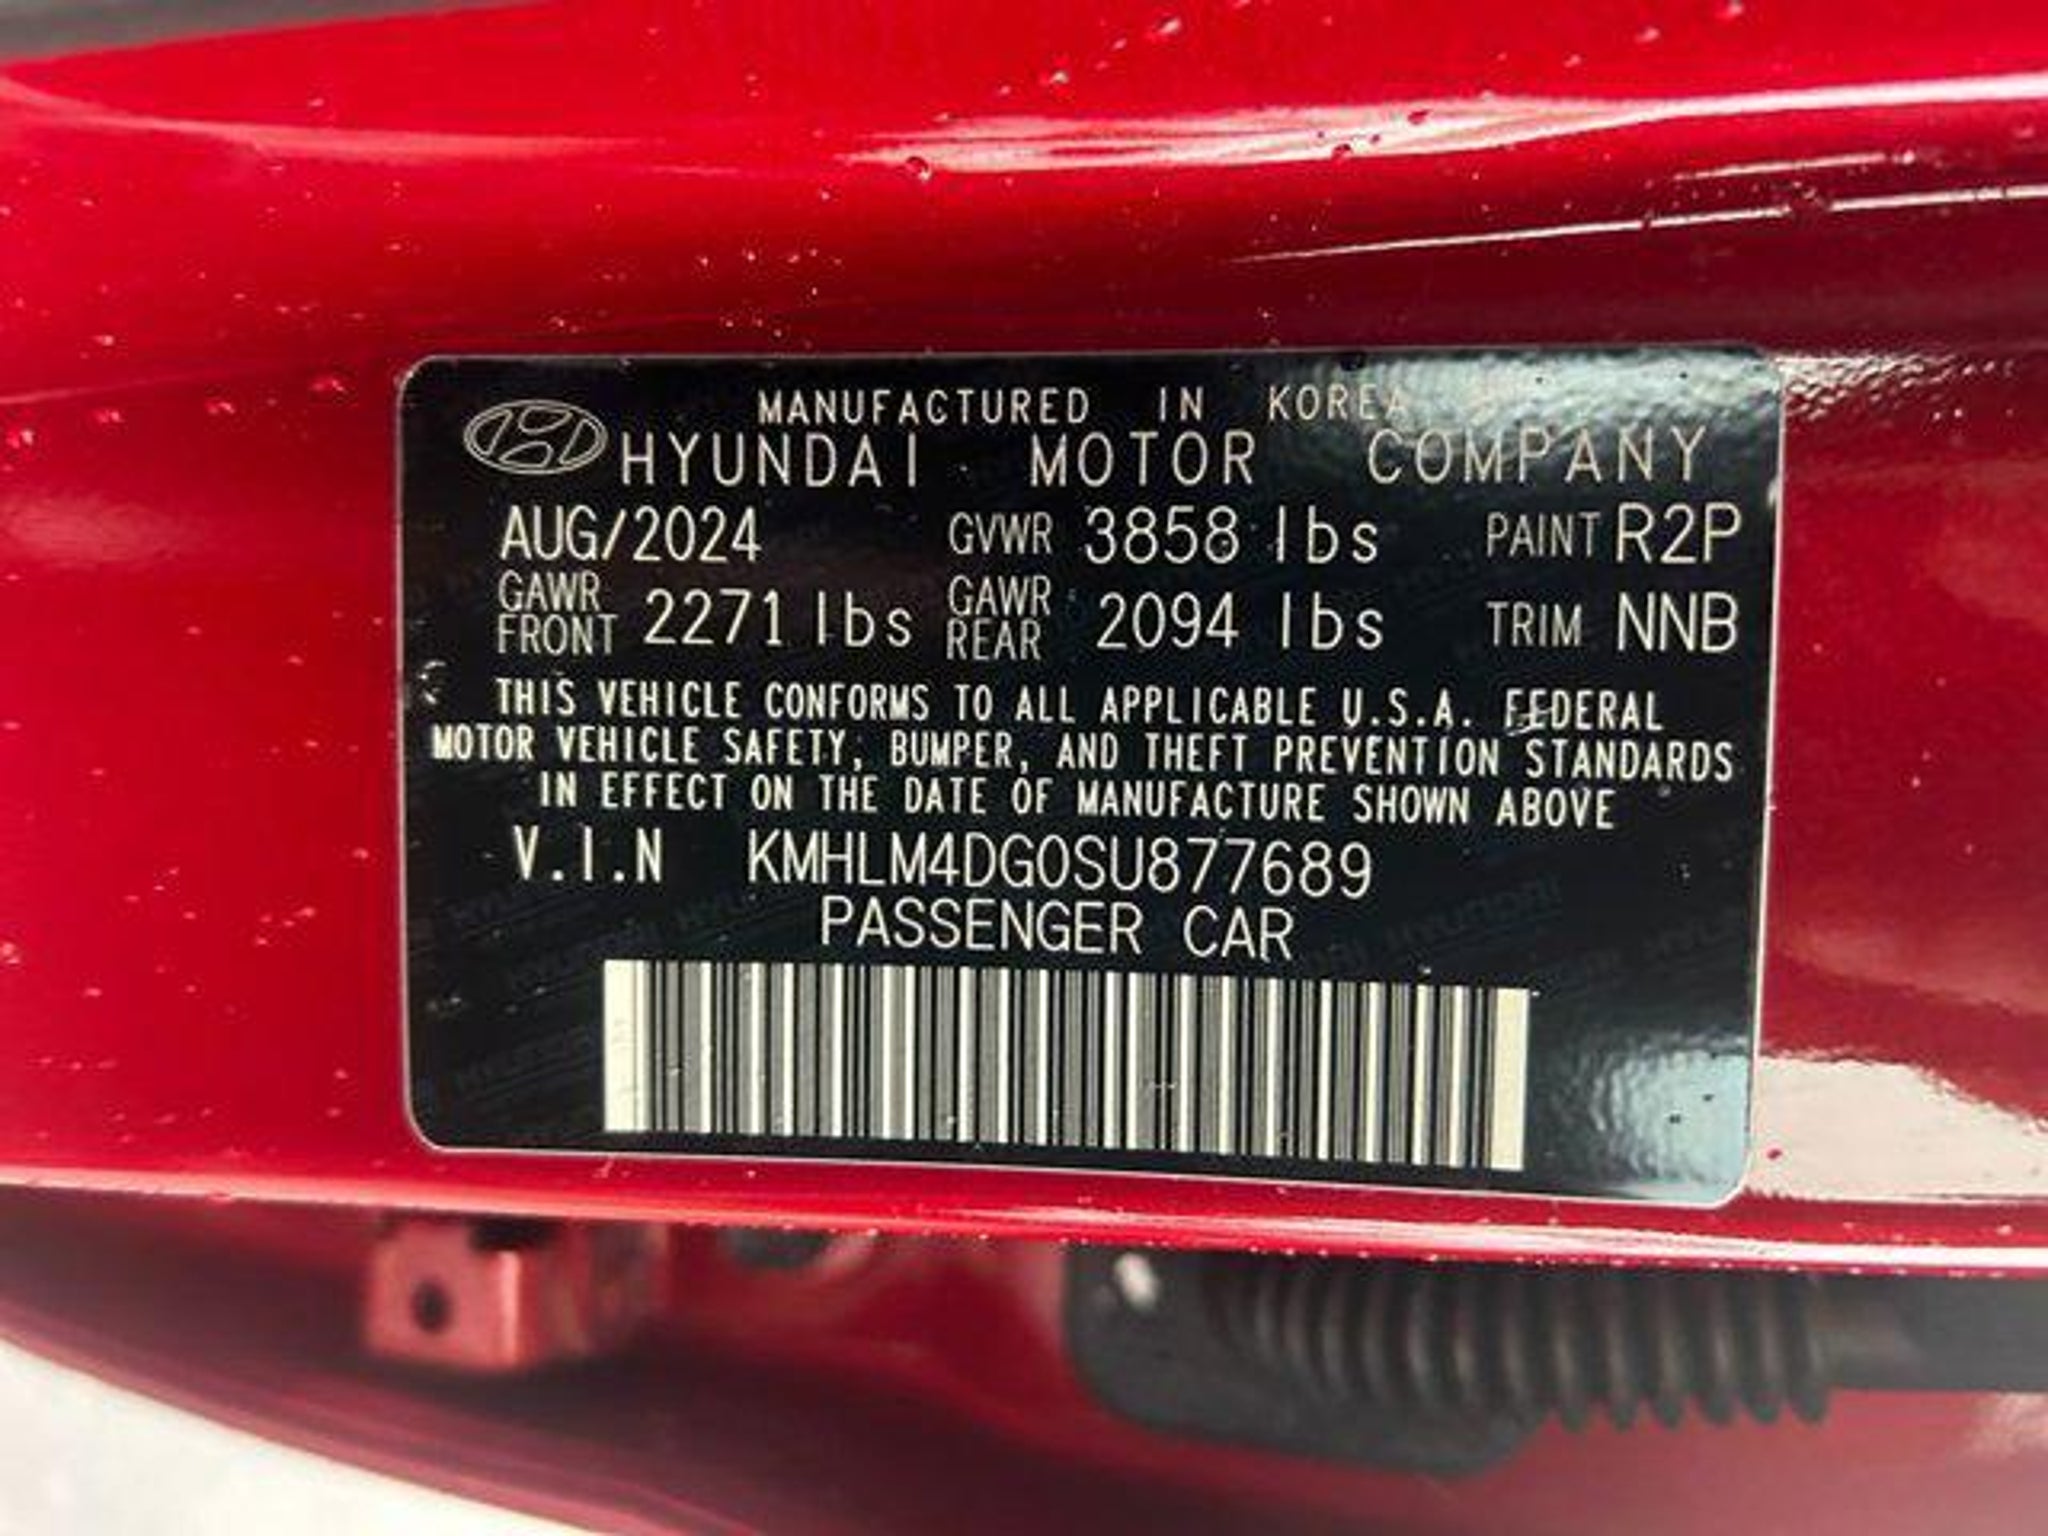 MANUFACTURED IN KOREA
HYUNDAI MOTOR COMPANY
AUG/2024 GVWR 3858 lbs PAINT R2P
GAWR FRONT 2271 lbs GAWR REAR 2094 lbs TRIM NNB
THIS VEHICLE CONFORMS TO ALL APPLICABLE U.S.A. FEDERAL
MOTOR VEHICLE SAFETY, BUMPER, AND THEFT PREVENTION STANDARDS
IN EFFECT ON THE DATE OF MANUFACTURE SHOWN ABOVE
V.I.N KMHLM4DG0SU877689
PASSENGER CAR